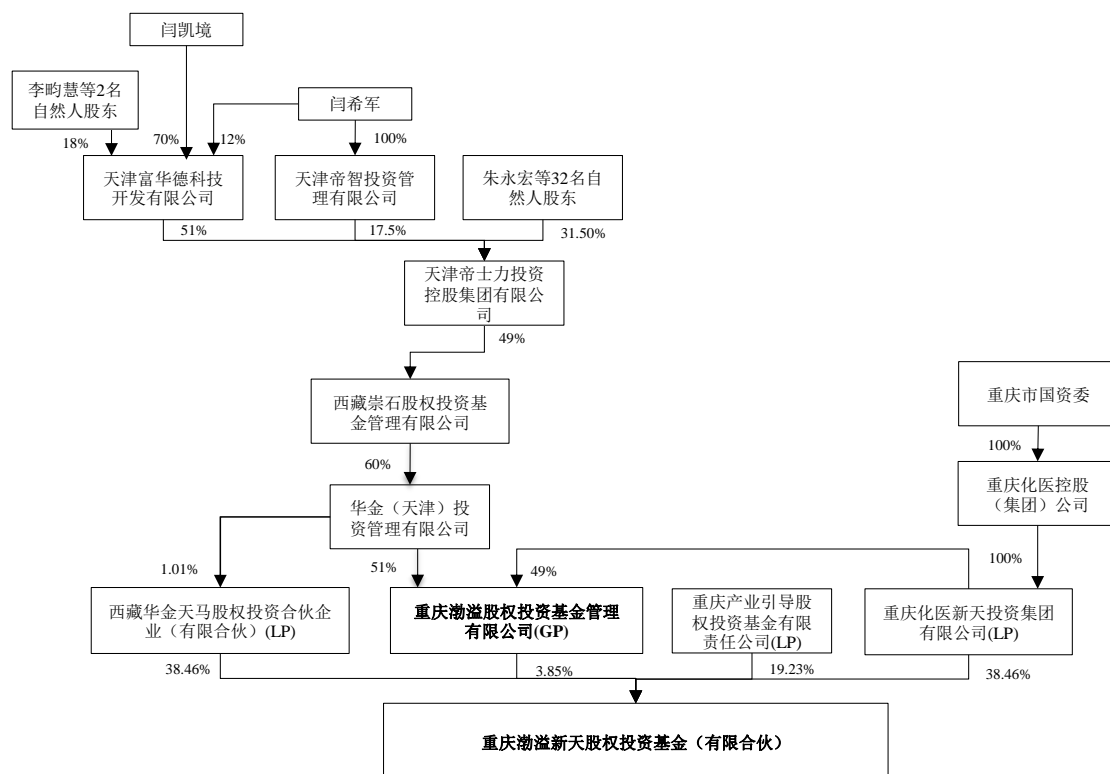 闫凯境
李昀慧等2名
自然人股东
闫希军
18%
70%
12%
100%
天津富华德科技
开发有限公司
天津帝智投资管
理有限公司
朱永宏等32名自
然人股东
51%
17.5%
31.50%
天津帝士力投资
控股集团有限公
司
49%
西藏崇石股权投资基
金管理有限公司
重庆市国资委
60%
100%
华金（天津）投
资管理有限公司
重庆化医控股
（集团）公司
1.01%
51%
49%
100%
西藏华金天马股权投资合伙企
业（有限合伙）(LP)
重庆渤溢股权投资基金管理
有限公司(GP)
重庆产业引导股
权投资基金有限
责任公司(LP)
重庆化医新天投资集团
有限公司(LP)
38.46%
3.85%
19.23%
38.46%
重庆渤溢新天股权投资基金（有限合伙）